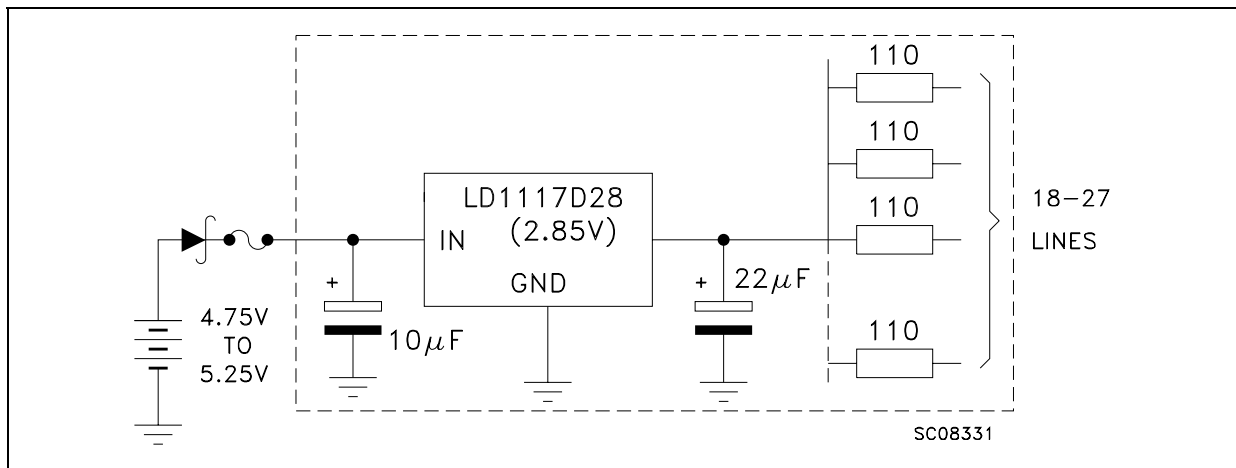 110
110
110
110
18-27
LINES
LD1117D28
(2.85V)
IN
GND
+
10μF
+
22μF
4.75V
TO
5.25V
SC08331